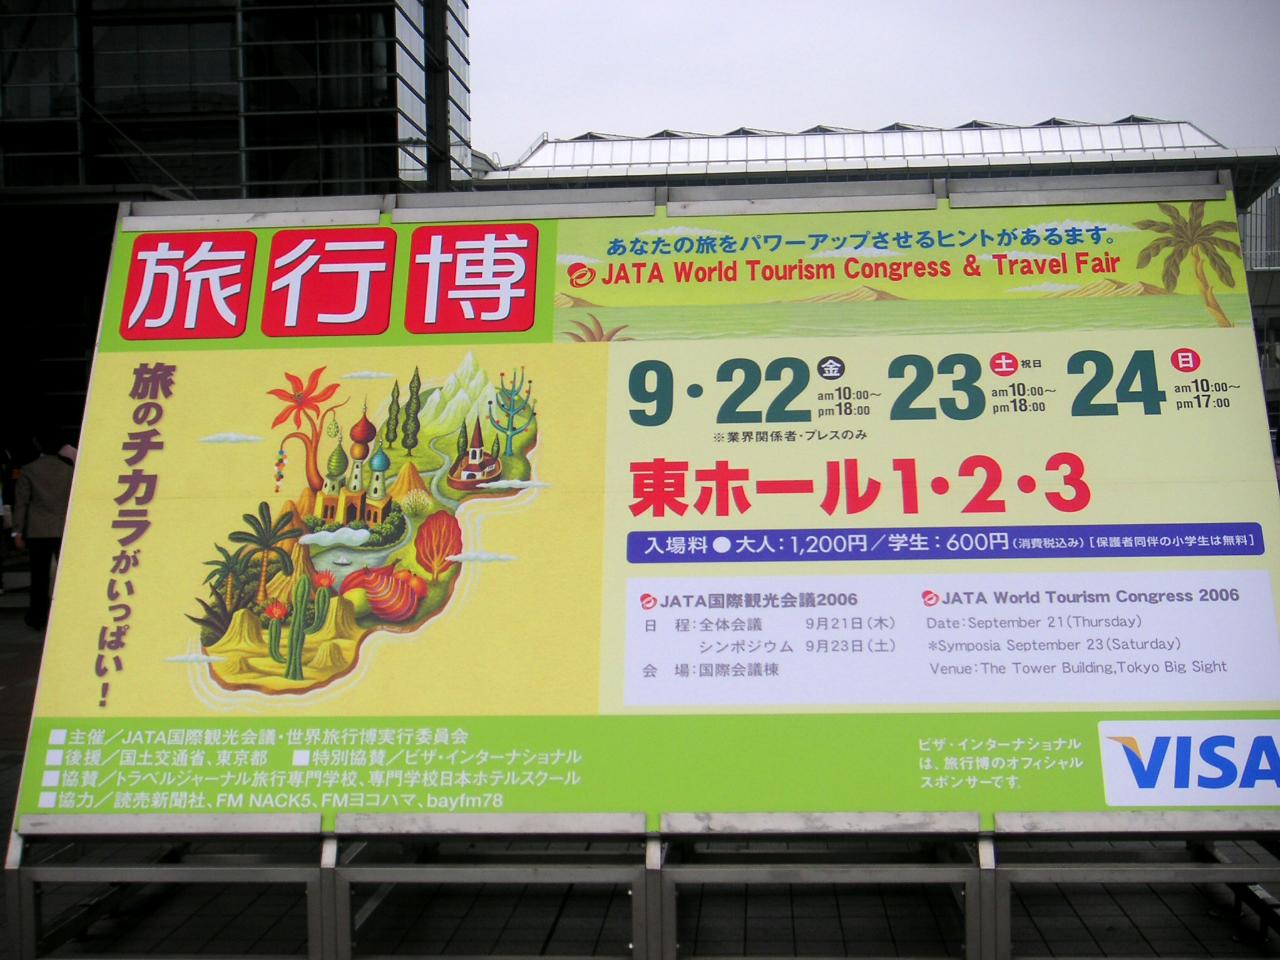 旅行博
あなたの旅をパワーアップさせるヒントがあるます。
JATA World Tourism Congress & Travel Fair
旅のチカラがいっぱい！
9・22 金 am10:00～ pm18:00 23 土 祝日 am10:00～ pm18:00 24 日 am10:00～ pm17:00
※業界関係者・プレスのみ
東ホール1・2・3
入場料●大人：1,200円／学生：600円（消費税込み）［保護者同伴の小学生は無料］
JATA国際観光会議2006
日　程：全体会議　9月21日（木）
シンポジウム　9月23日（土）
会　場：国際会議棟
JATA World Tourism Congress 2006
Date：September 21（Thursday）
*Symposia September 23（Saturday）
Venue：The Tower Building,Tokyo Big Sight
■主催／JATA国際観光会議・世界旅行博実行委員会
■後援／国土交通省、東京都　■特別協賛／ビザ・インターナショナル
■協賛／トラベルジャーナル旅行専門学校、専門学校日本ホテルスクール
■協力／読売新聞社、FM NACK5、FMヨコハマ、bayfm78
ビザ・インターナショナル
は、旅行博のオフィシャル
スポンサーです。
VISA